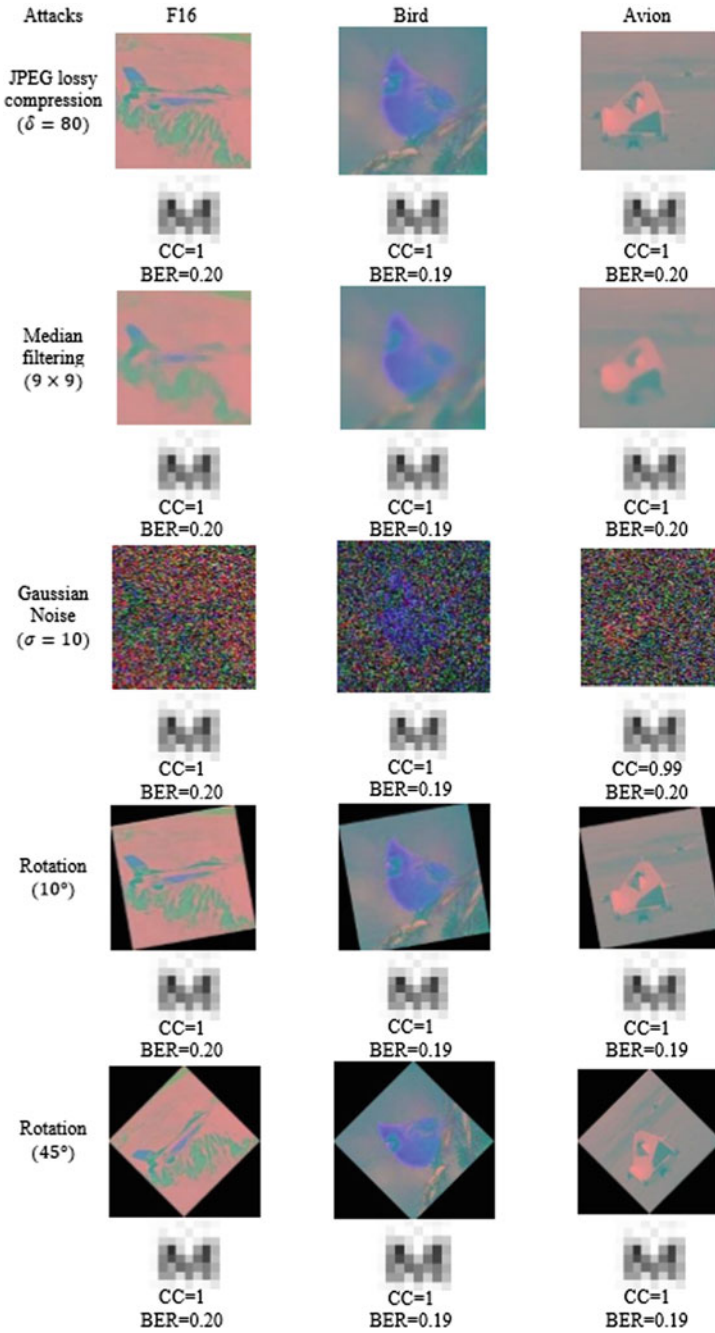 Attacks F16 Bird Avion
JPEG lossy
compression
(δ = 80)
CC=1 CC=1 CC=1
BER=0.20 BER=0.19 BER=0.20
Median
filtering
(9 × 9)
CC=1 CC=1 CC=1
BER=0.20 BER=0.19 BER=0.20
Gaussian
Noise
(σ = 10)
CC=1 CC=1 CC=0.99
BER=0.20 BER=0.19 BER=0.20
Rotation
(10°)
CC=1 CC=1 CC=1
BER=0.20 BER=0.19 BER=0.19
Rotation
(45°)
CC=1 CC=1 CC=1
BER=0.20 BER=0.19 BER=0.19